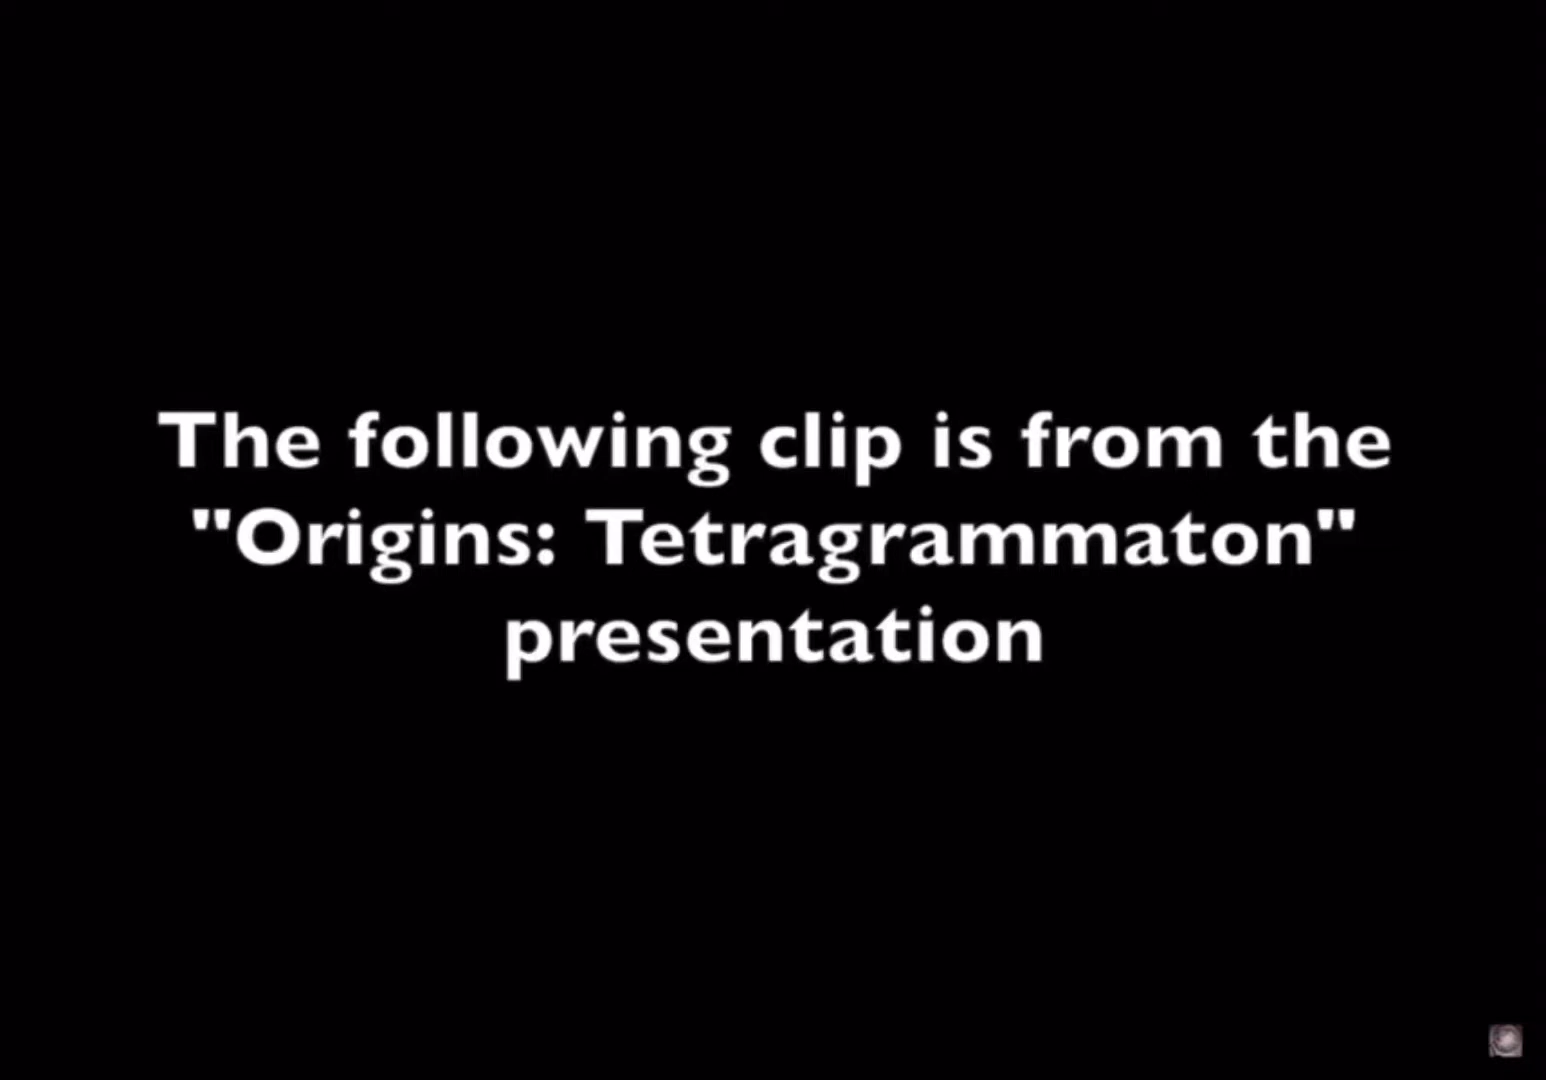 The following clip is from the
"Origins: Tetragrammaton"
presentation